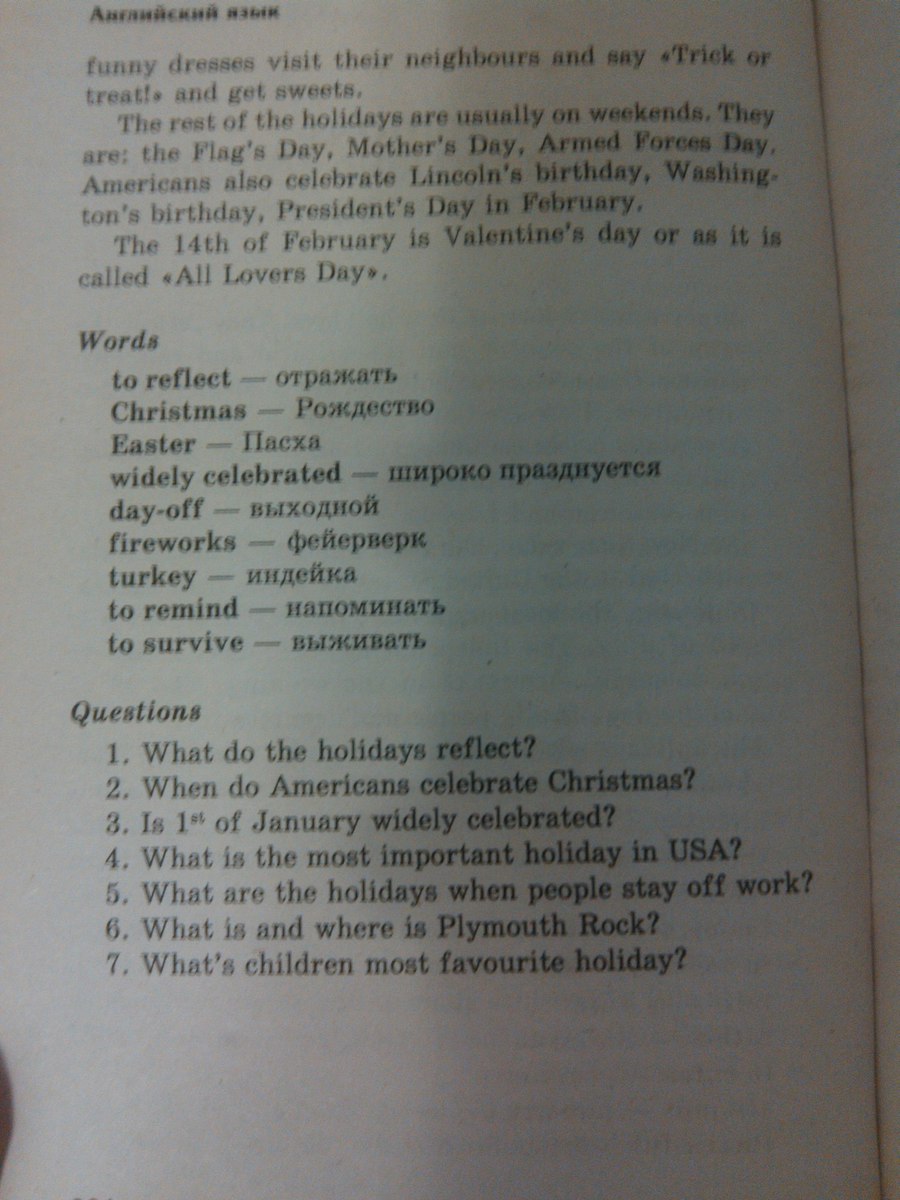 Английский язык
funny dresses visit their neighbours and say «Trick or
treat!» and get sweets.
The rest of the holidays are usually on weekends. They
are: the Flag's Day, Mother's Day, Armed Forces Day.
Americans also celebrate Lincoln's birthday, Washing-
ton's birthday, President's Day in February.
The 14th of February is Valentine's day or as it is
called «All Lovers Day».
Words
to reflect — отражать
Christmas — Рождество
Easter — Пасха
widely celebrated — широко празднуется
day-off — выходной
fireworks — фейерверк
turkey — индейка
to remind — напоминать
to survive — выживать
Questions
1. What do the holidays reflect?
2. When do Americans celebrate Christmas?
3. Is 1st of January widely celebrated?
4. What is the most important holiday in USA?
5. What are the holidays when people stay off work?
6. What is and where is Plymouth Rock?
7. What's children most favourite holiday?